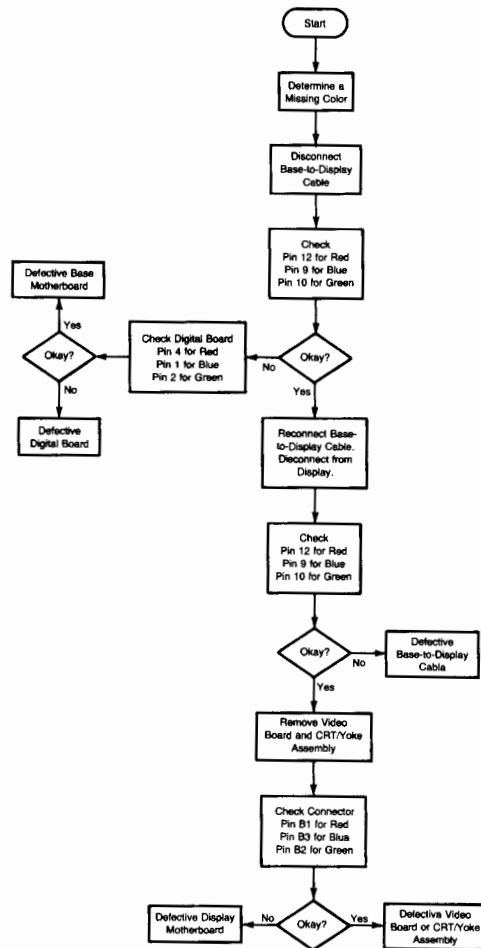 Start
Determine a
Missing Color
Disconnect
Base-to-Display
Cable
Check
Pin 12 for Red
Pin 9 for Blue
Pin 10 for Green
Okay?
No
Yes
Check Digital Board
Pin 4 for Red
Pin 1 for Blue
Pin 2 for Green
Okay?
Yes
No
Defective Base
Motherboard
Defective
Digital Board
Reconnect Base-
to-Display Cable.
Disconnect from
Display.
Check
Pin 12 for Red
Pin 9 for Blue
Pin 10 for Green
Okay?
No
Yes
Defective
Base-to-Display
Cabla
Remove Video
Board and CRT/Yoke
Assembly
Check Connector
Pin B1 for Red
Pin B3 for Blua
Pin B2 for Green
Okay?
No
Yes
Defective Display
Motherboard
Defectiva Video
Board or CRT/Yoke
Assembly